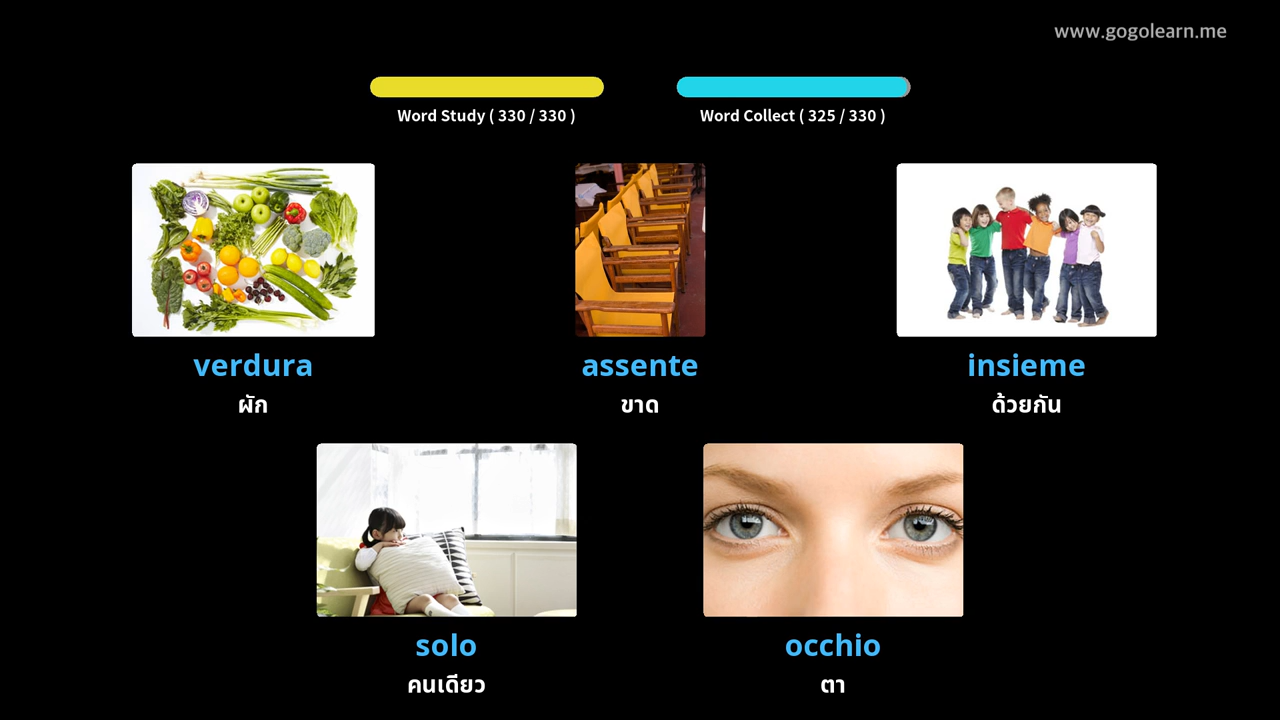 www.gogolearn.me
Word Study ( 330 / 330 )
Word Collect ( 325 / 330 )
verdura
ผัก
assente
ขาด
insieme
ด้วยกัน
solo
คนเดียว
occhio
ตา